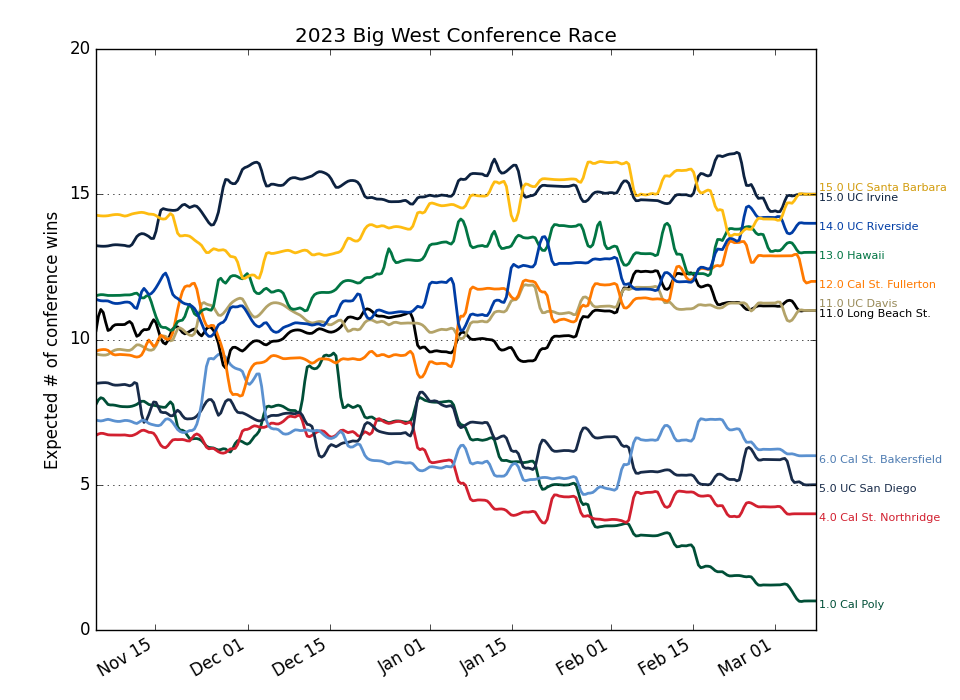 2023 Big West Conference Race
Expected # of conference wins
20
15
10
5
0
15.0 UC Santa Barbara
15.0 UC Irvine
14.0 UC Riverside
13.0 Hawaii
12.0 Cal St. Fullerton
11.0 UC Davis
11.0 Long Beach St.
6.0 Cal St. Bakersfield
5.0 UC San Diego
4.0 Cal St. Northridge
1.0 Cal Poly
Nov 15
Dec 01
Dec 15
Jan 01
Jan 15
Feb 01
Feb 15
Mar 01